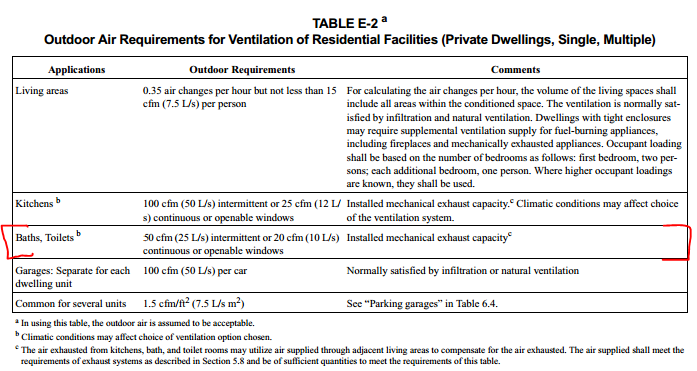 TABLE E-2 a
Outdoor Air Requirements for Ventilation of Residential Facilities (Private Dwellings, Single, Multiple)
Applications Outdoor Requirements Comments
Living areas 0.35 air changes per hour but not less than 15 For calculating the air changes per hour, the volume of the living spaces shall
cfm (7.5 L/s) per person include all areas within the conditioned space. The ventilation is normally sat-
isfied by infiltration and natural ventilation. Dwellings with tight enclosures
may require supplemental ventilation supply for fuel-burning appliances,
including fireplaces and mechanically exhausted appliances. Occupant loading
shall be based on the number of bedrooms as follows: first bedroom, two per-
sons; each additional bedroom, one person. Where higher occupant loadings
are known, they shall be used.
Kitchens b 100 cfm (50 L/s) intermittent or 25 cfm (12 L/ Installed mechanical exhaust capacity.c Climatic conditions may affect choice
s) continuous or openable windows of the ventilation system.
Baths, Toilets b 50 cfm (25 L/s) intermittent or 20 cfm (10 L/s) Installed mechanical exhaust capacityc
continuous or openable windows
Garages: Separate for each 100 cfm (50 L/s) per car Normally satisfied by infiltration or natural ventilation
dwelling unit
Common for several units 1.5 cfm/ft2 (7.5 L/s m2) See “Parking garages” in Table 6.4.
a In using this table, the outdoor air is assumed to be acceptable.
b Climatic conditions may affect choice of ventilation option chosen.
c The air exhausted from kitchens, bath, and toilet rooms may utilize air supplied through adjacent living areas to compensate for the air exhausted. The air supplied shall meet the
requirements of exhaust systems as described in Section 5.8 and be of sufficient quantities to meet the requirements of this table.